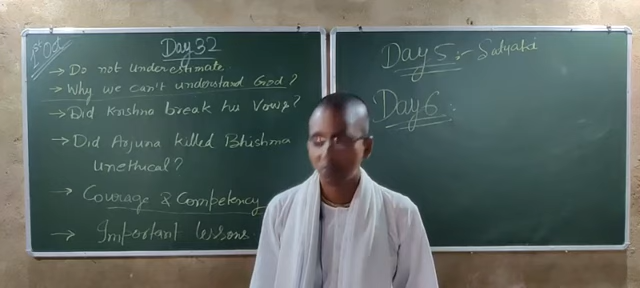 1st Oct
Day 32
→ Do not underestimate
→ Why we can't understand God?
→ Did Krishna break his Vows?
→ Did Arjuna killed Bhishma
unethical?
→ Courage & Competency
→ Important lessons
Day 5 :- Satyaki
Day 6 :